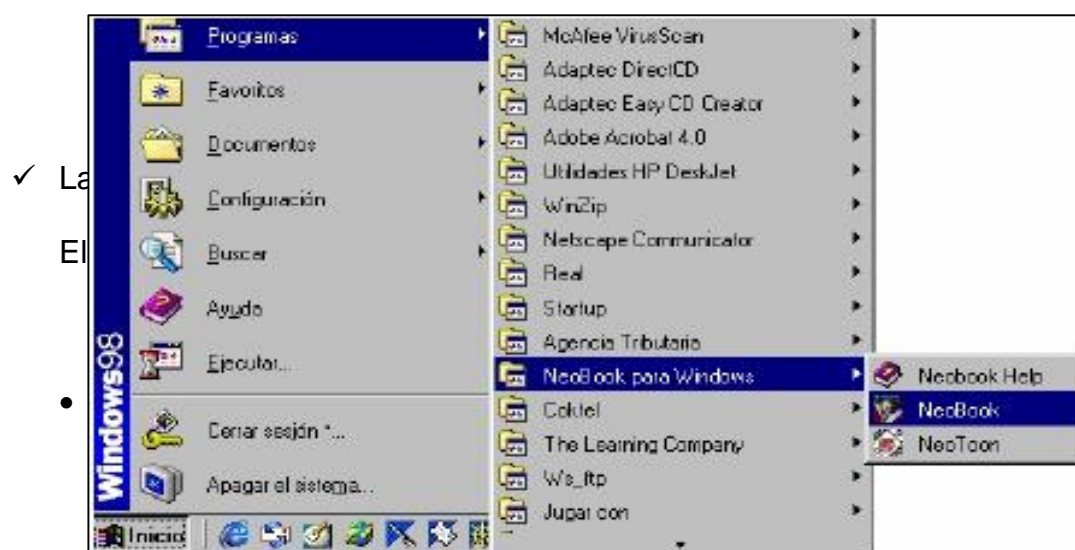 ✓ La
El
•
Programas
Favoritos
Documentos
Configuración
Buscar
Ayuda
Ejecutar...
Cerrar sesión "...
Apagar el sistema...
Windows98
Inicio
McAfee VirusScan
Adaptec DirectCD
Adaptec Easy CD Creator
Adobe Acrobat 4.0
Utilidades HP DeskJet
WinZip
Netscape Communicator
Real
Startup
Agencia Tributaria
NeoBook para Windows
Coktel
The Learning Company
Ws_ftp
Jugar con
Neobook Help
NeoBook
NeoToon